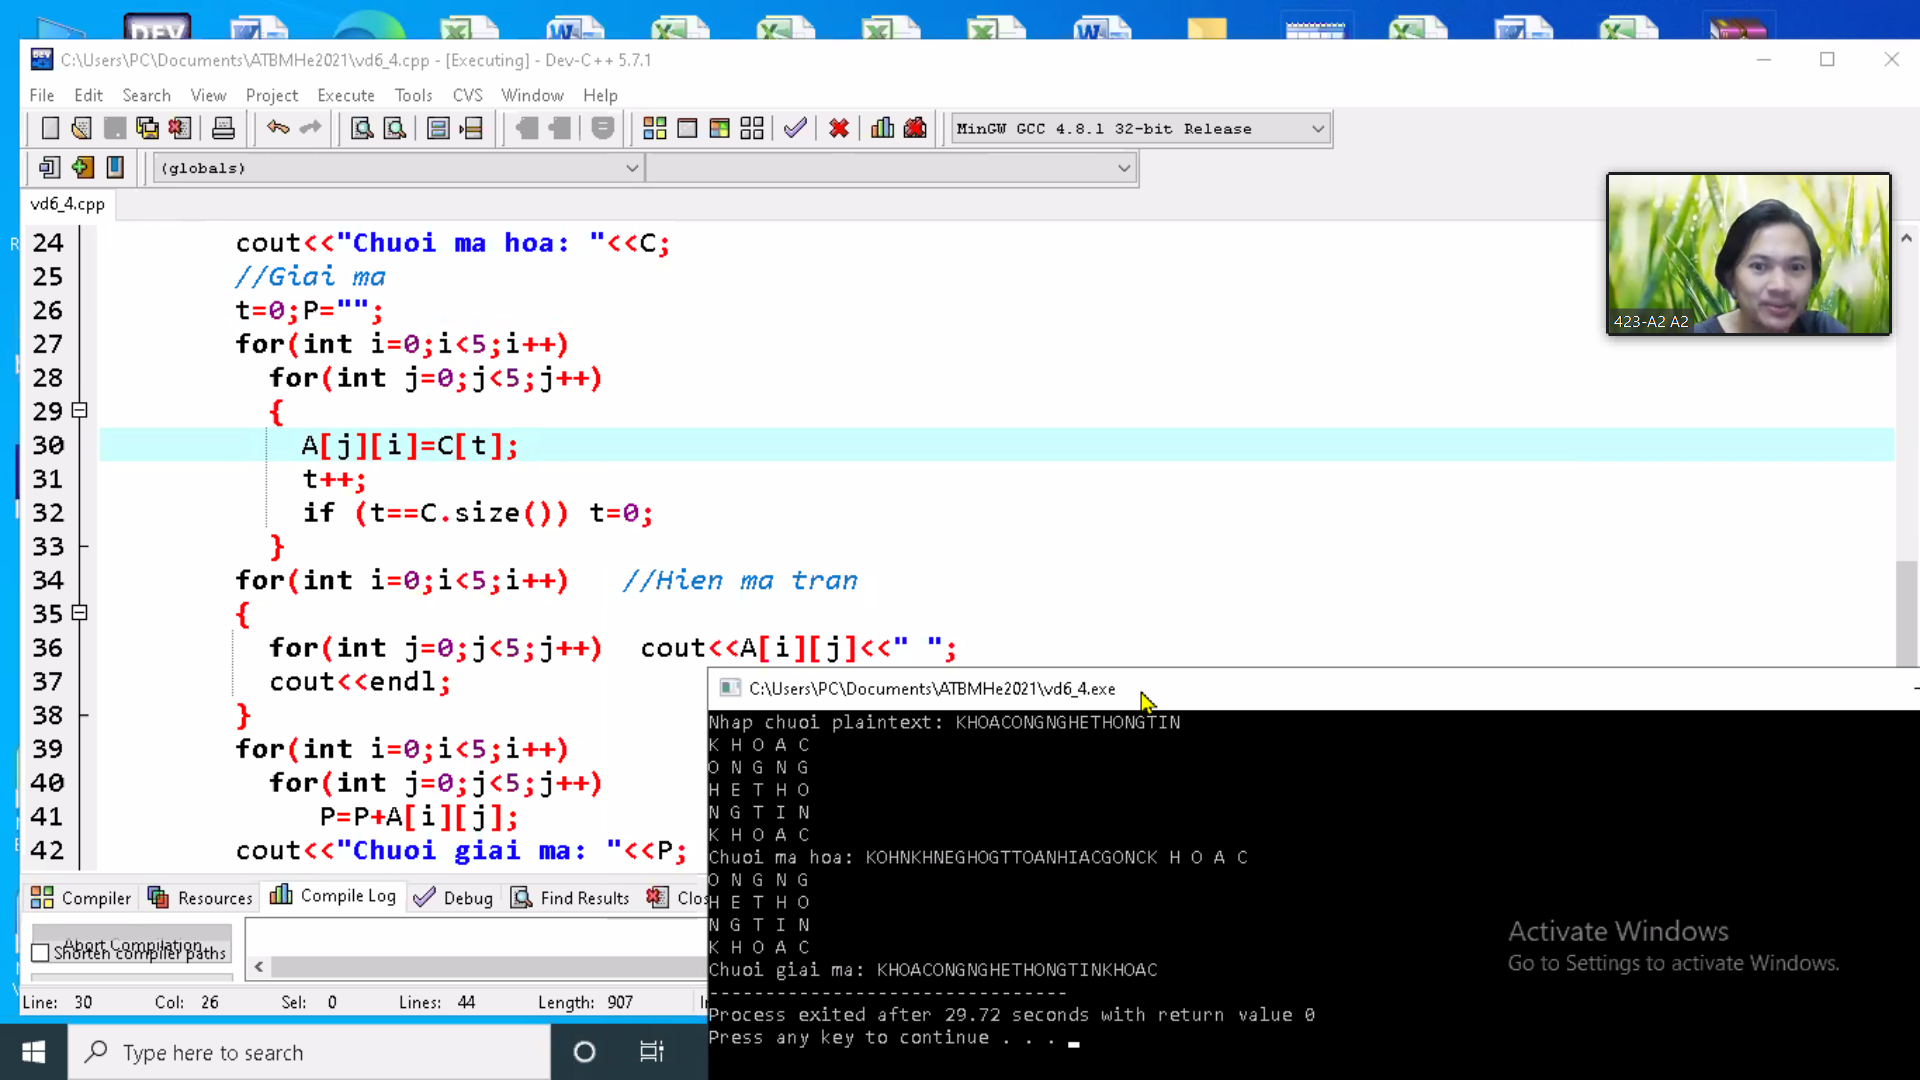 C:\Users\PC\Documents\ATBMHe2021\vd6_4.cpp - [Executing] - Dev-C++ 5.7.1
File Edit Search View Project Execute Tools CVS Window Help
MinGW GCC 4.8.1 32-bit Release
(globals)
vd6_4.cpp
24 cout<<"Chuoi ma hoa: "<<C;
25 //Giai ma
26 t=0;P="";
27 for(int i=0;i<5;i++)
28 for(int j=0;j<5;j++)
29 {
30 A[j][i]=C[t];
31 t++;
32 if (t==C.size()) t=0;
33 }
34 for(int i=0;i<5;i++) //Hien ma tran
35 {
36 for(int j=0;j<5;j++) cout<<A[i][j]<<" ";
37 cout<<endl;
38 }
39 for(int i=0;i<5;i++)
40 for(int j=0;j<5;j++)
41 P=P+A[i][j];
42 cout<<"Chuoi giai ma: "<<P;
423-A2 A2
C:\Users\PC\Documents\ATBMHe2021\vd6_4.exe
Nhap chuoi plaintext: KHOACONGNGHETHONGTIN
K H O A C
O N G N G
H E T H O
N G T I N
K H O A C
Chuoi ma hoa: KOHNKHNEGHOGTTOANHIACGONCK H O A C
O N G N G
H E T H O
N G T I N
K H O A C
Chuoi giai ma: KHOACONGNGHETHONGTINKHOAC
--------------------------------
Process exited after 29.72 seconds with return value 0
Press any key to continue . . .
Compiler Resources Compile Log Debug Find Results Clos
Abort Compilation
Shorten compiler paths
Line: 30 Col: 26 Sel: 0 Lines: 44 Length: 907
Activate Windows
Go to Settings to activate Windows.
Type here to search